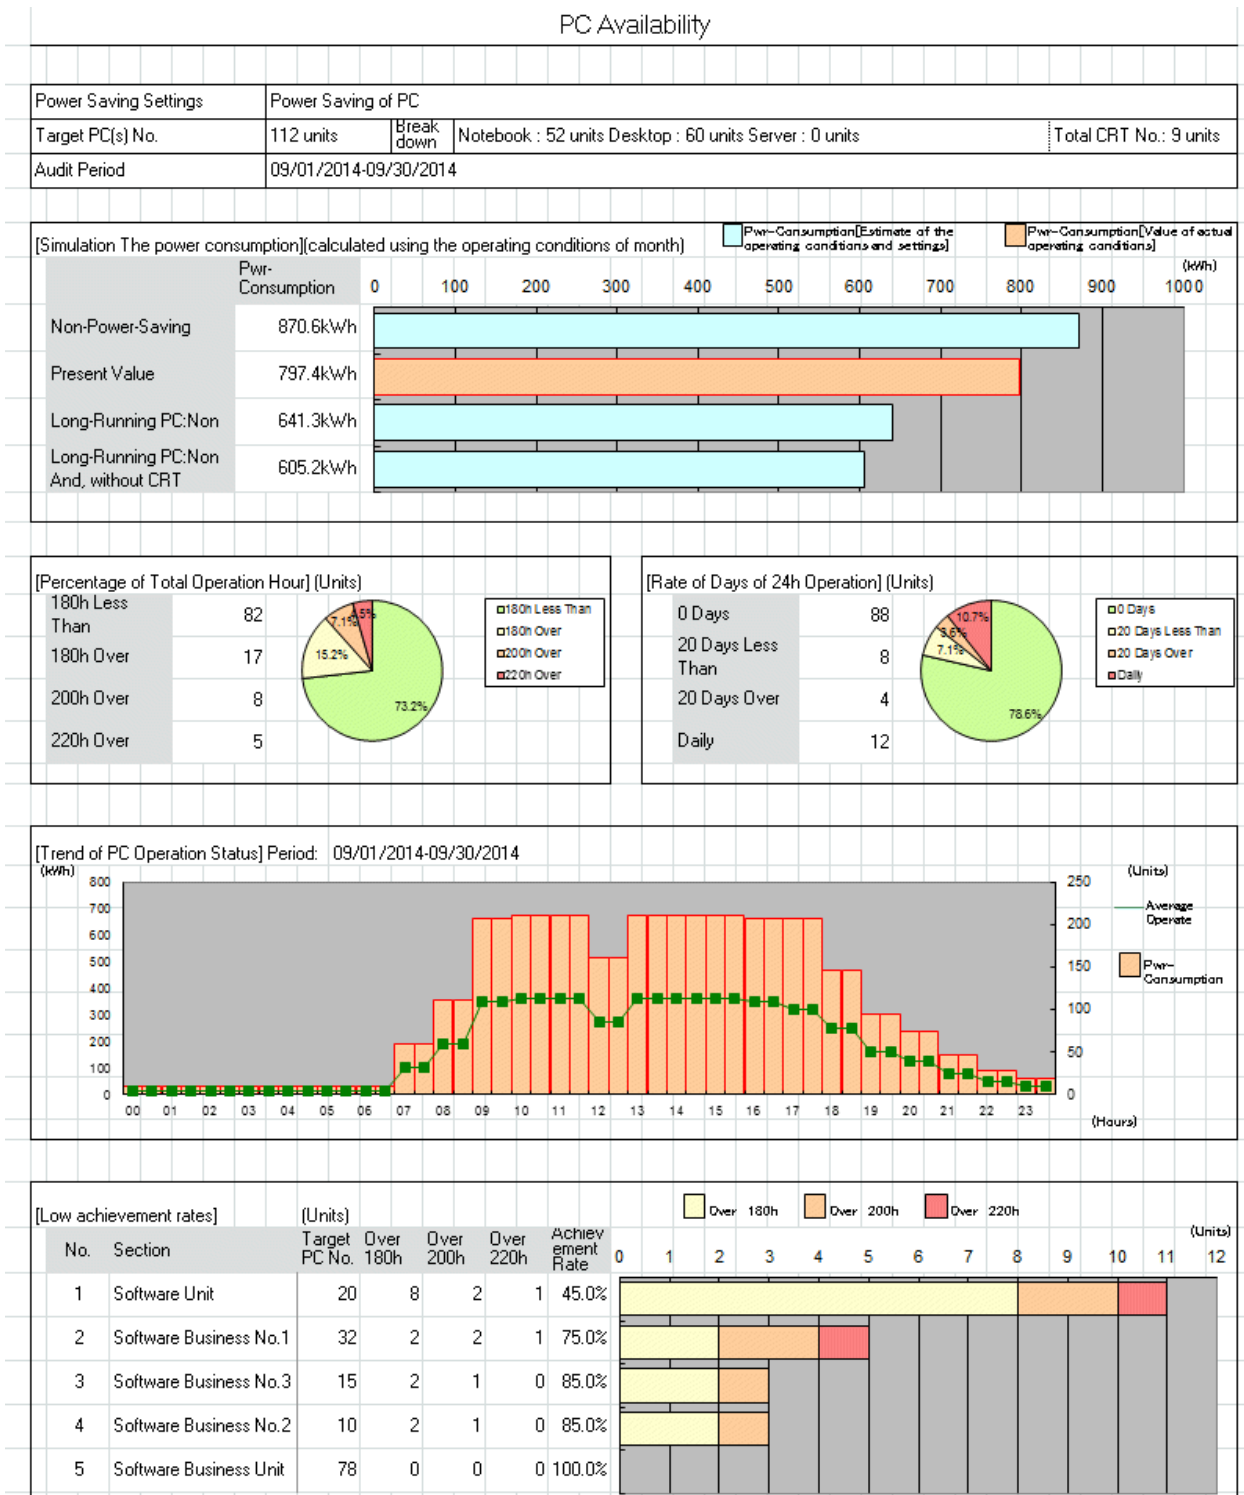 PC Availability
Power Saving Settings Power Saving of PC
Target PC(s) No. 112 units Break down Notebook : 52 units Desktop : 60 units Server : 0 units Total CRT No.: 9 units
Audit Period 09/01/2014-09/30/2014
[Simulation The power consumption](calculated using the operating conditions of month)
Pwr-Consumption[Estimate of the operating conditions and settings]
Pwr-Consumption[Value of actual operating conditions]
(kWh)
Pwr-Consumption 0 100 200 300 400 500 600 700 800 900 1000
Non-Power-Saving 870.6kWh
Present Value 797.4kWh
Long-Running PC:Non 641.3kWh
Long-Running PC:Non And, without CRT 605.2kWh
[Percentage of Total Operation Hour] (Units)
180h Less Than 82
180h Over 17
200h Over 8
220h Over 5
4.5%
7.1%
15.2%
73.2%
180h Less Than
180h Over
200h Over
220h Over
[Rate of Days of 24h Operation] (Units)
0 Days 88
20 Days Less Than 8
20 Days Over 4
Daily 12
10.7%
3.6%
7.1%
78.6%
0 Days
20 Days Less Than
20 Days Over
Daily
[Trend of PC Operation Status] Period: 09/01/2014-09/30/2014
(kWh)
800
700
600
500
400
300
200
100
0
250
200
150
100
50
0
(Units)
Average Operate
Pwr-Consumption
00 01 02 03 04 05 06 07 08 09 10 11 12 13 14 15 16 17 18 19 20 21 22 23
(Hours)
[Low achievement rates] (Units)
Over 180h Over 200h Over 220h
(Units)
No. Section Target PC No. Over 180h Over 200h Over 220h Achievement Rate 0 1 2 3 4 5 6 7 8 9 10 11 12
1 Software Unit 20 8 2 1 45.0%
2 Software Business No.1 32 2 2 1 75.0%
3 Software Business No.3 15 2 1 0 85.0%
4 Software Business No.2 10 2 1 0 85.0%
5 Software Business Unit 78 0 0 0 100.0%